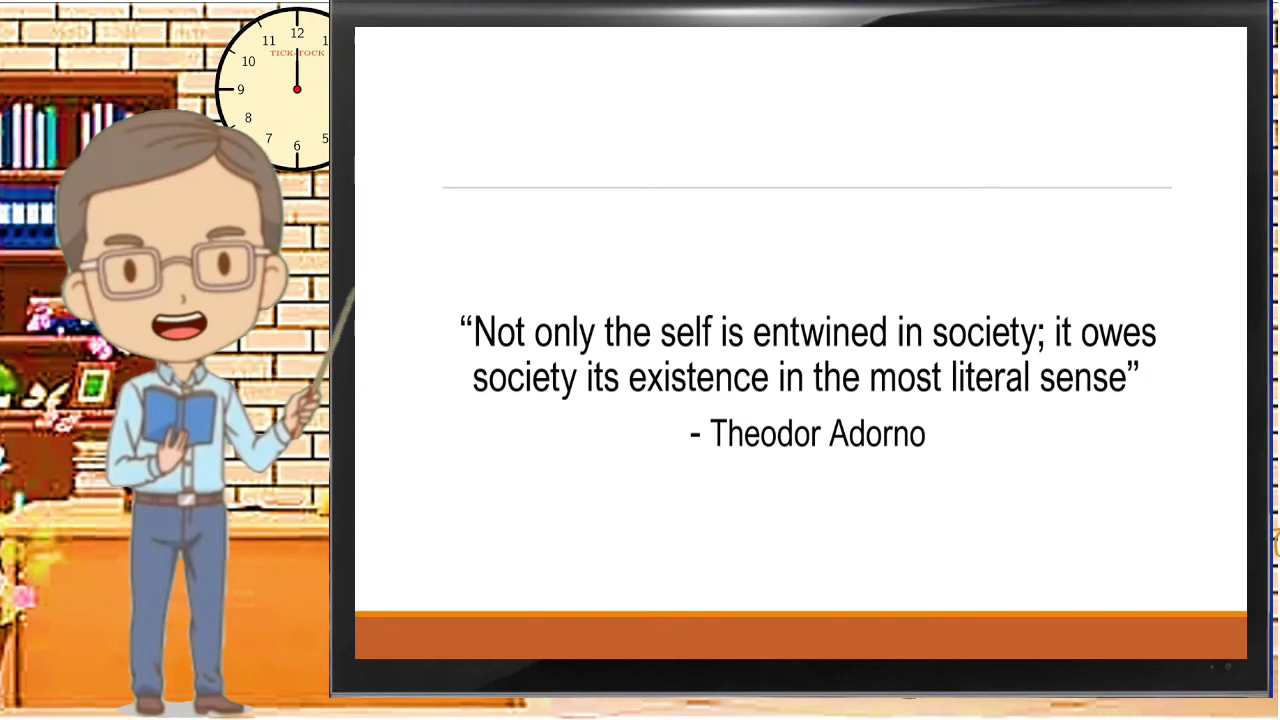 12
11
1
TICK-TOCK
10
9
8
7
5
6
“Not only the self is entwined in society; it owes
society its existence in the most literal sense”
- Theodor Adorno